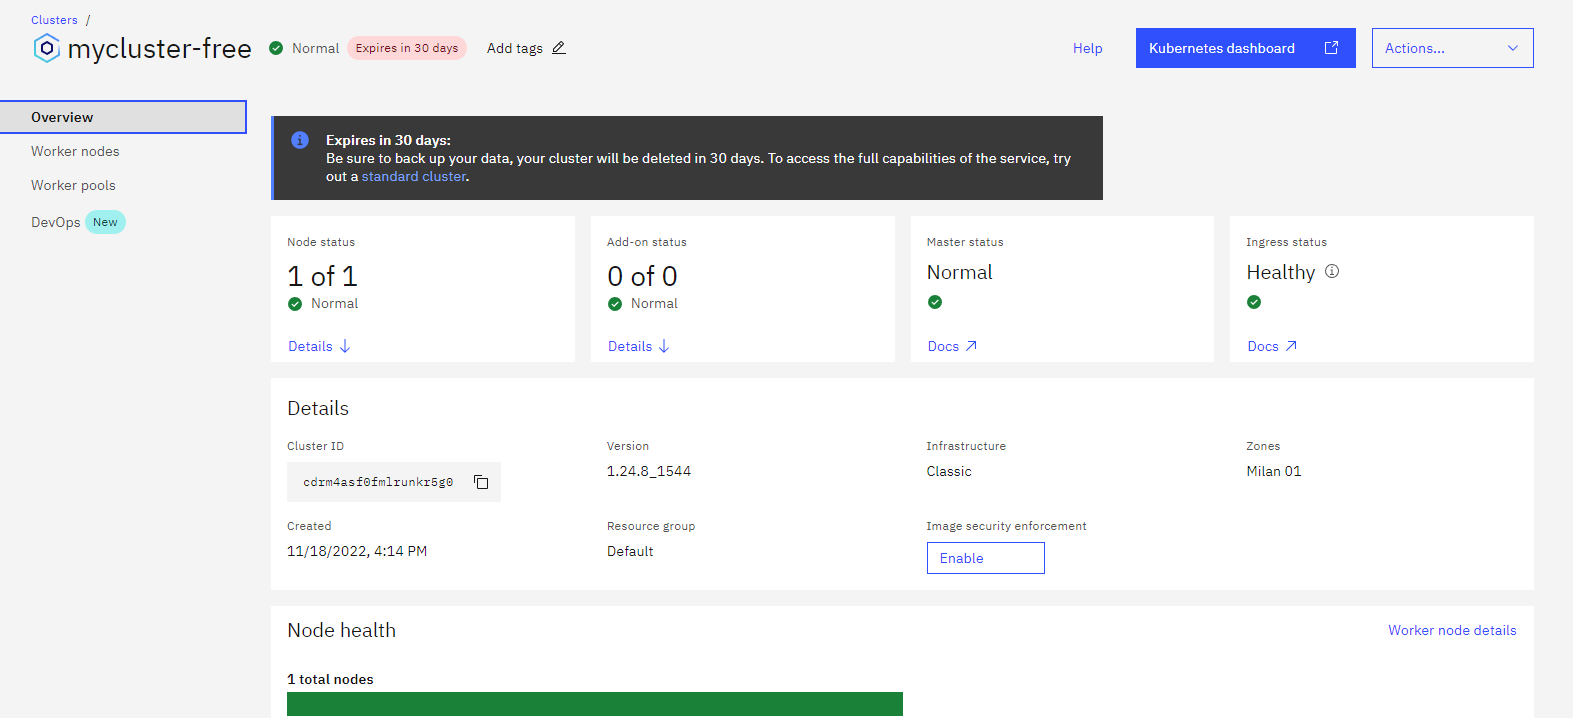 Clusters /
mycluster-free Normal Expires in 30 days Add tags Help Kubernetes dashboard Actions...
Overview
Worker nodes
Worker pools
DevOps New
Expires in 30 days:
Be sure to back up your data, your cluster will be deleted in 30 days. To access the full capabilities of the service, try
out a standard cluster.
Node status
1 of 1
Normal
Details
Add-on status
0 of 0
Normal
Details
Master status
Normal
Docs
Ingress status
Healthy
Docs
Details
Cluster ID
cdrm4asf0fmlrunkr5g0
Version
1.24.8_1544
Infrastructure
Classic
Zones
Milan 01
Created
11/18/2022, 4:14 PM
Resource group
Default
Image security enforcement
Enable
Node health
Worker node details
1 total nodes